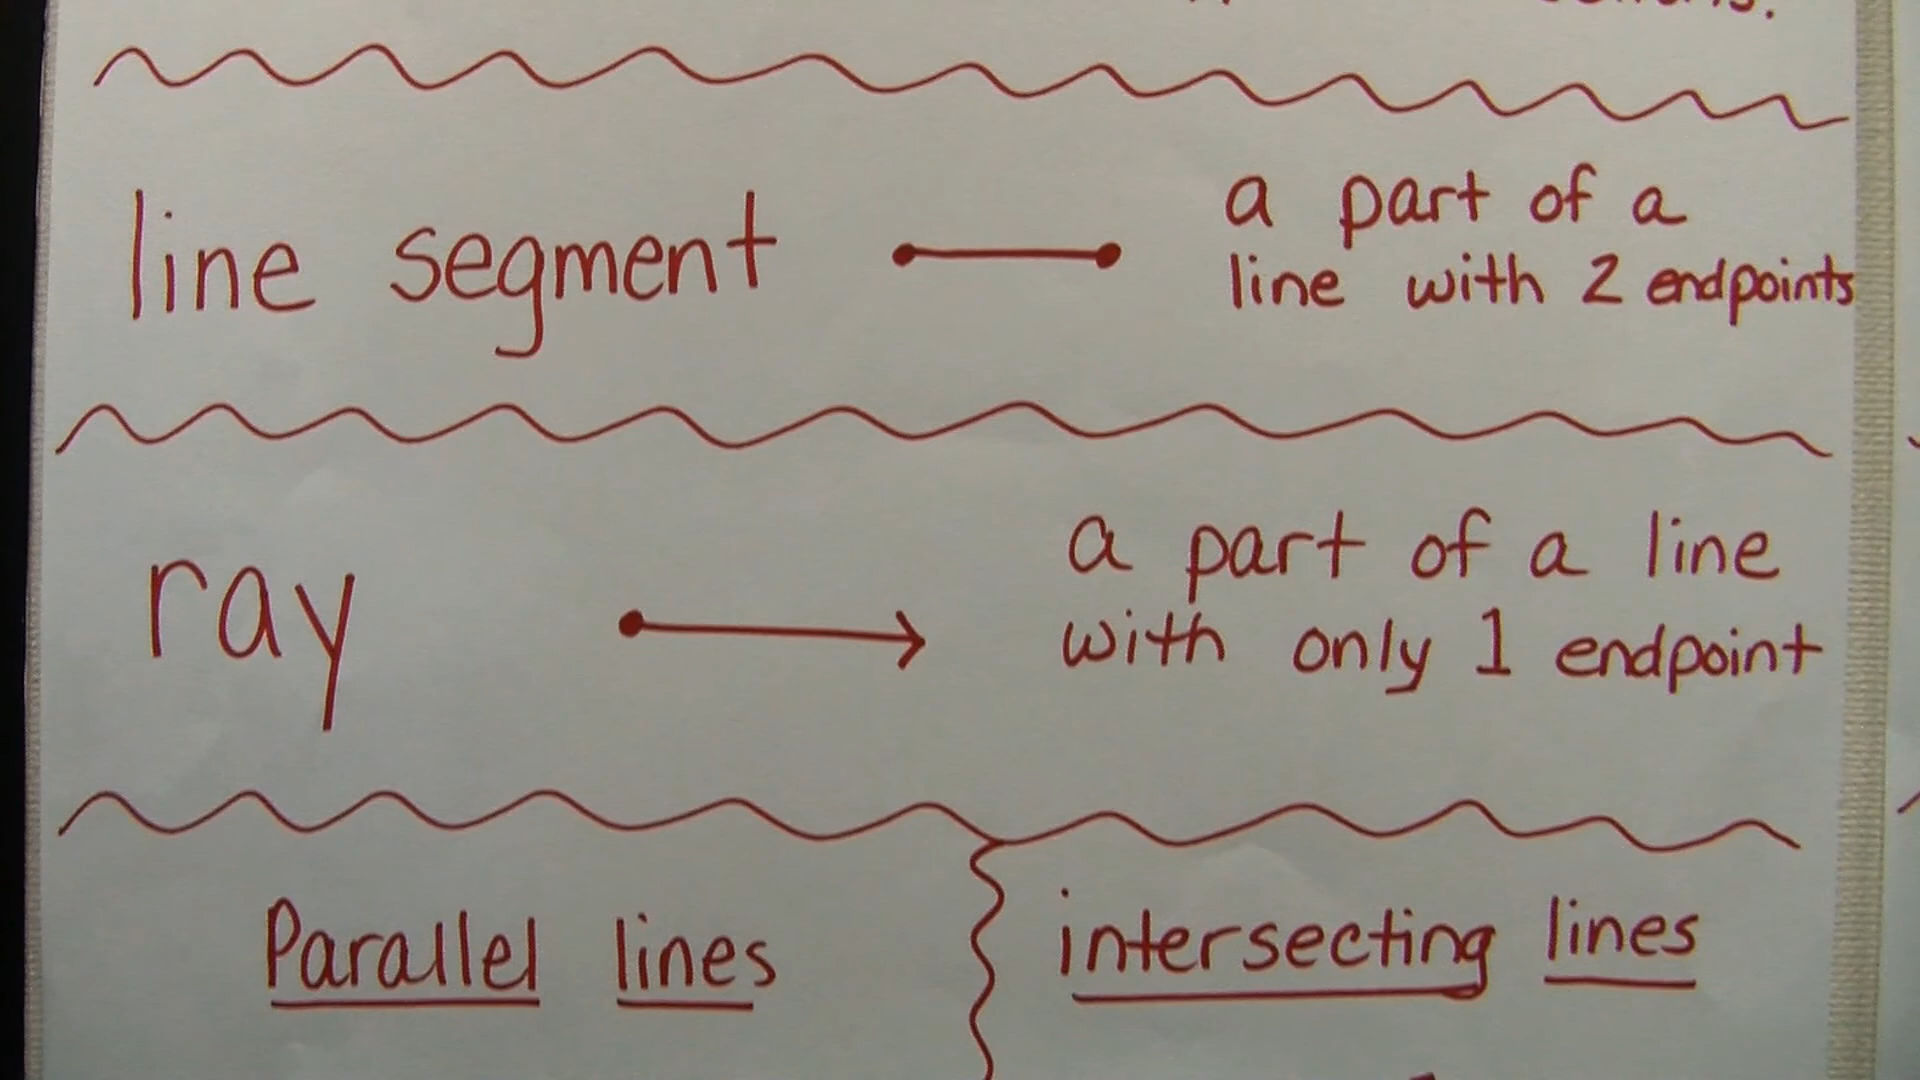 line segment
a part of a
line with 2 endpoints
ray
a part of a line
with only 1 endpoint
Parallel lines
intersecting lines